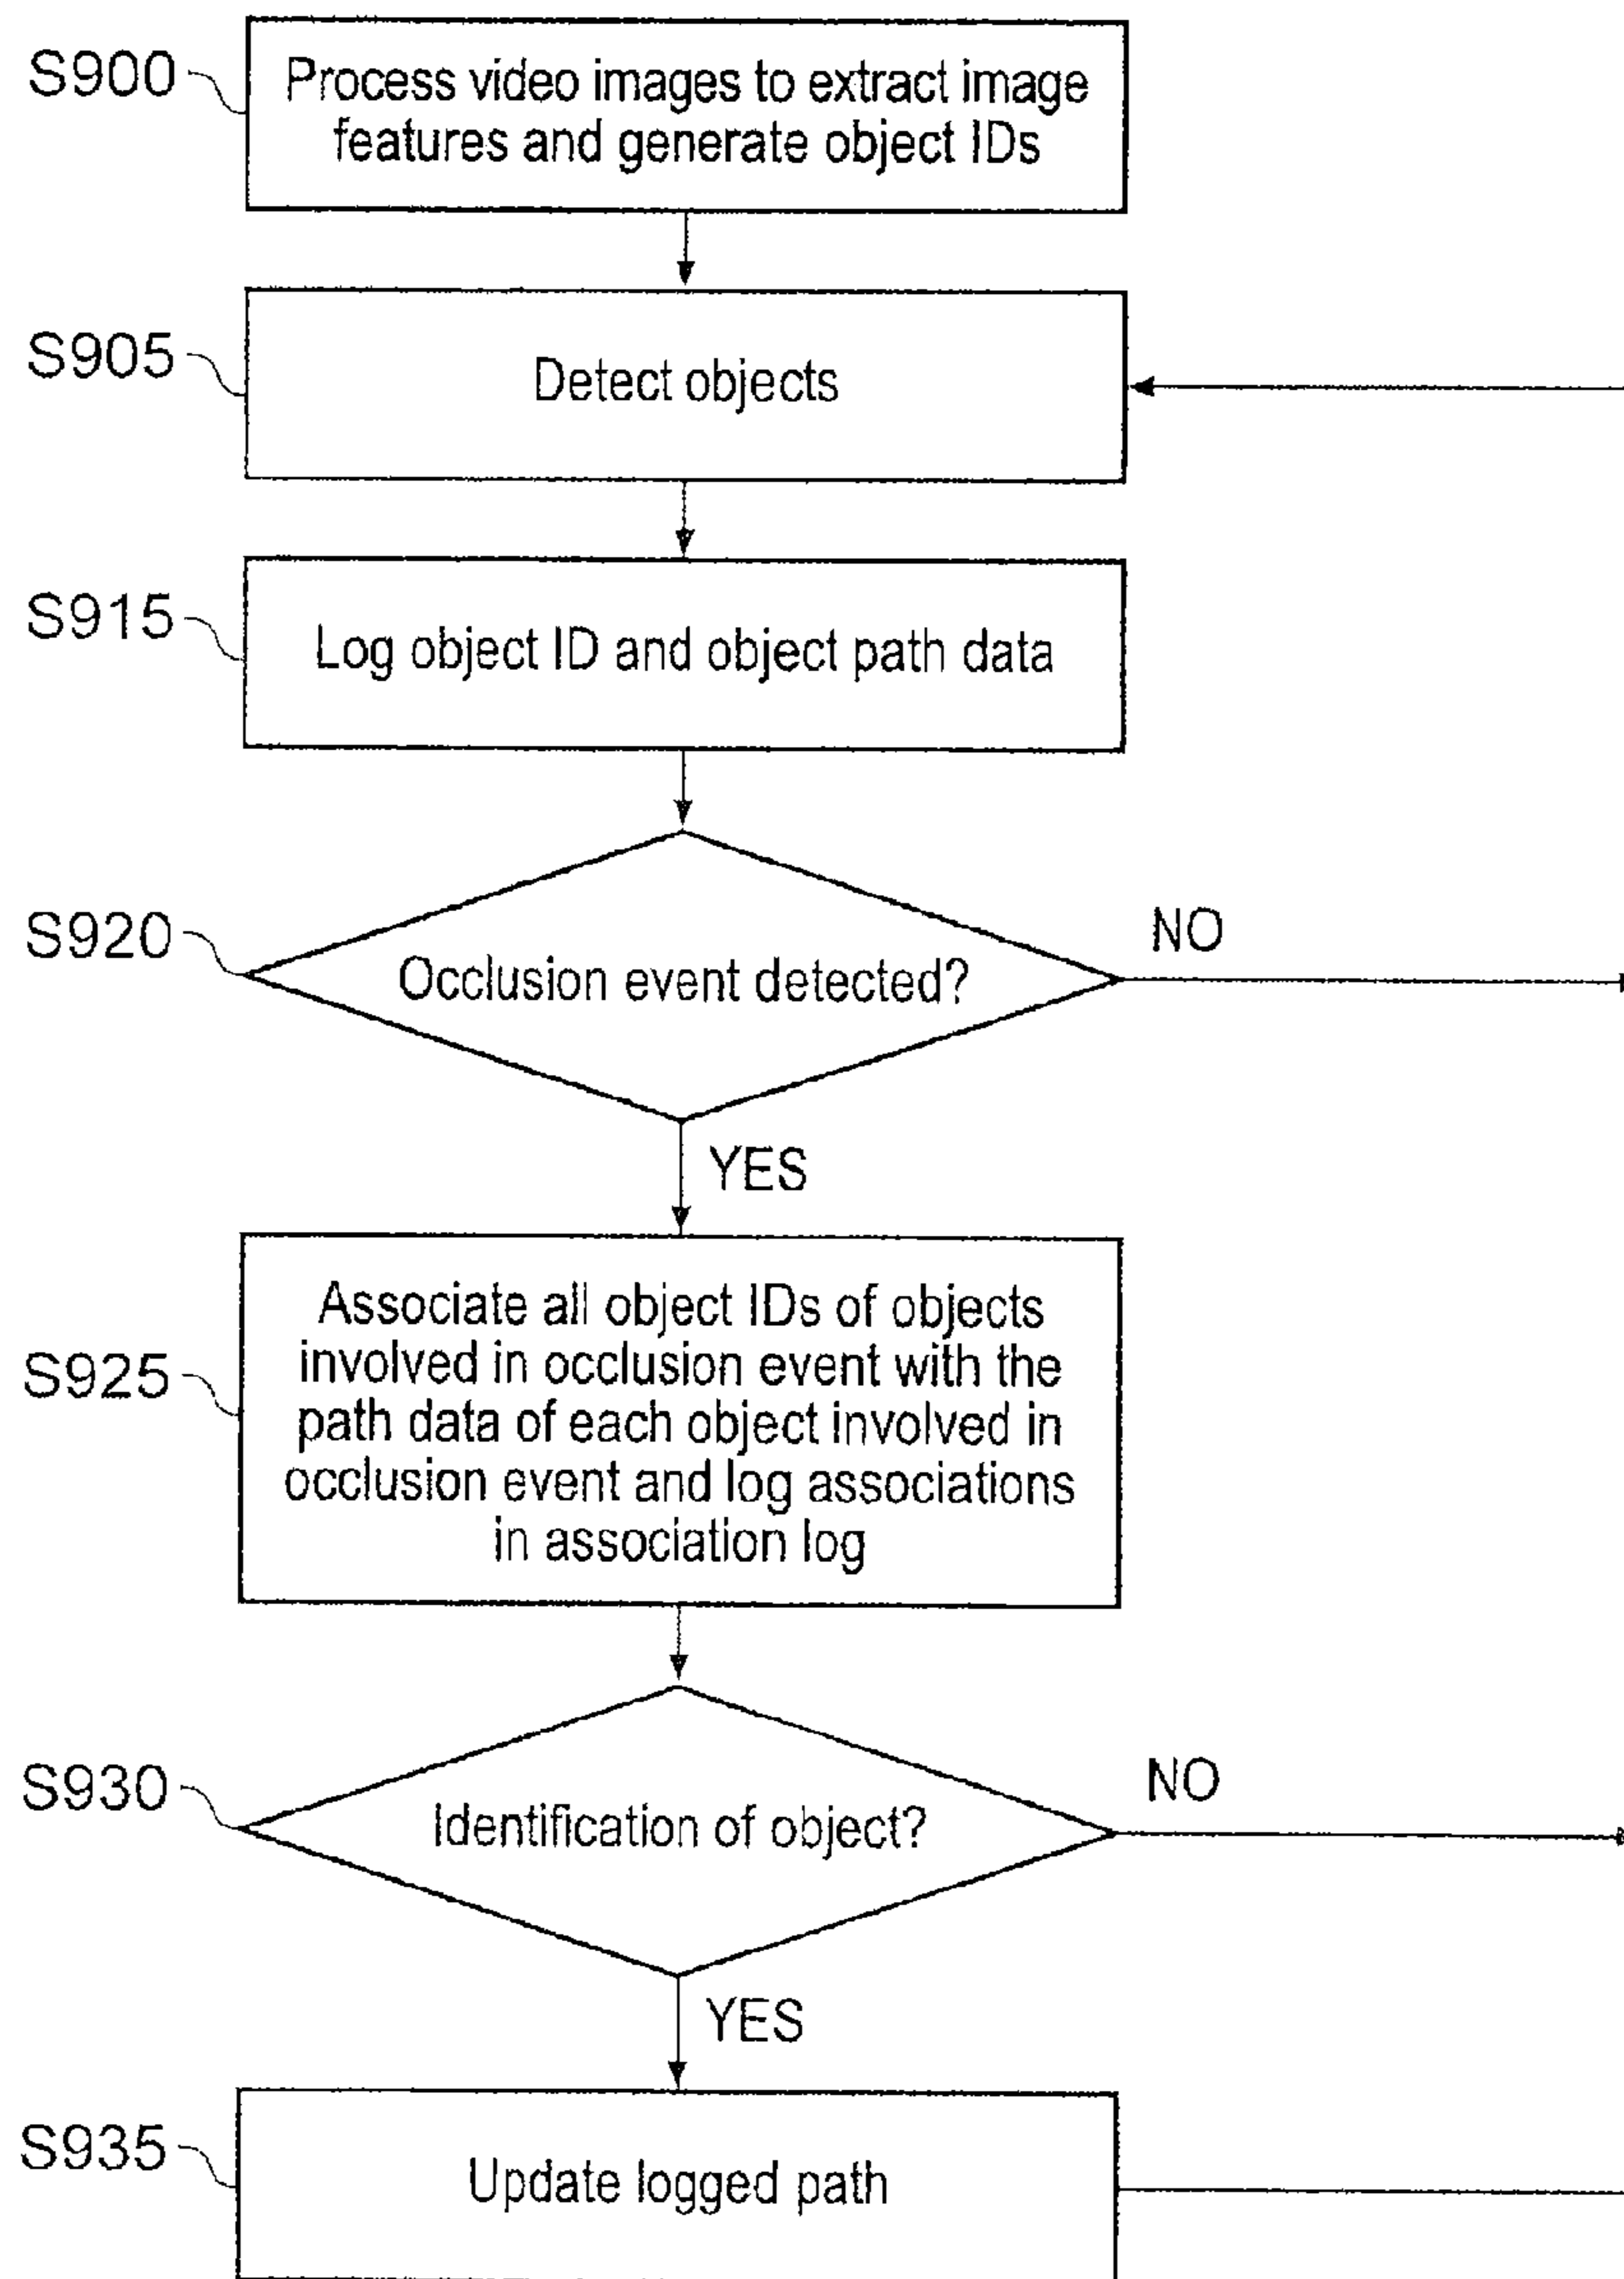 S900
Process video images to extract image
features and generate object IDs
S905
Detect objects
S915
Log object ID and object path data
S920
Occlusion event detected?
NO
YES
S925
Associate all object IDs of objects
involved in occlusion event with the
path data of each object involved in
occlusion event and log associations
in association log
S930
Identification of object?
NO
YES
S935
Update logged path